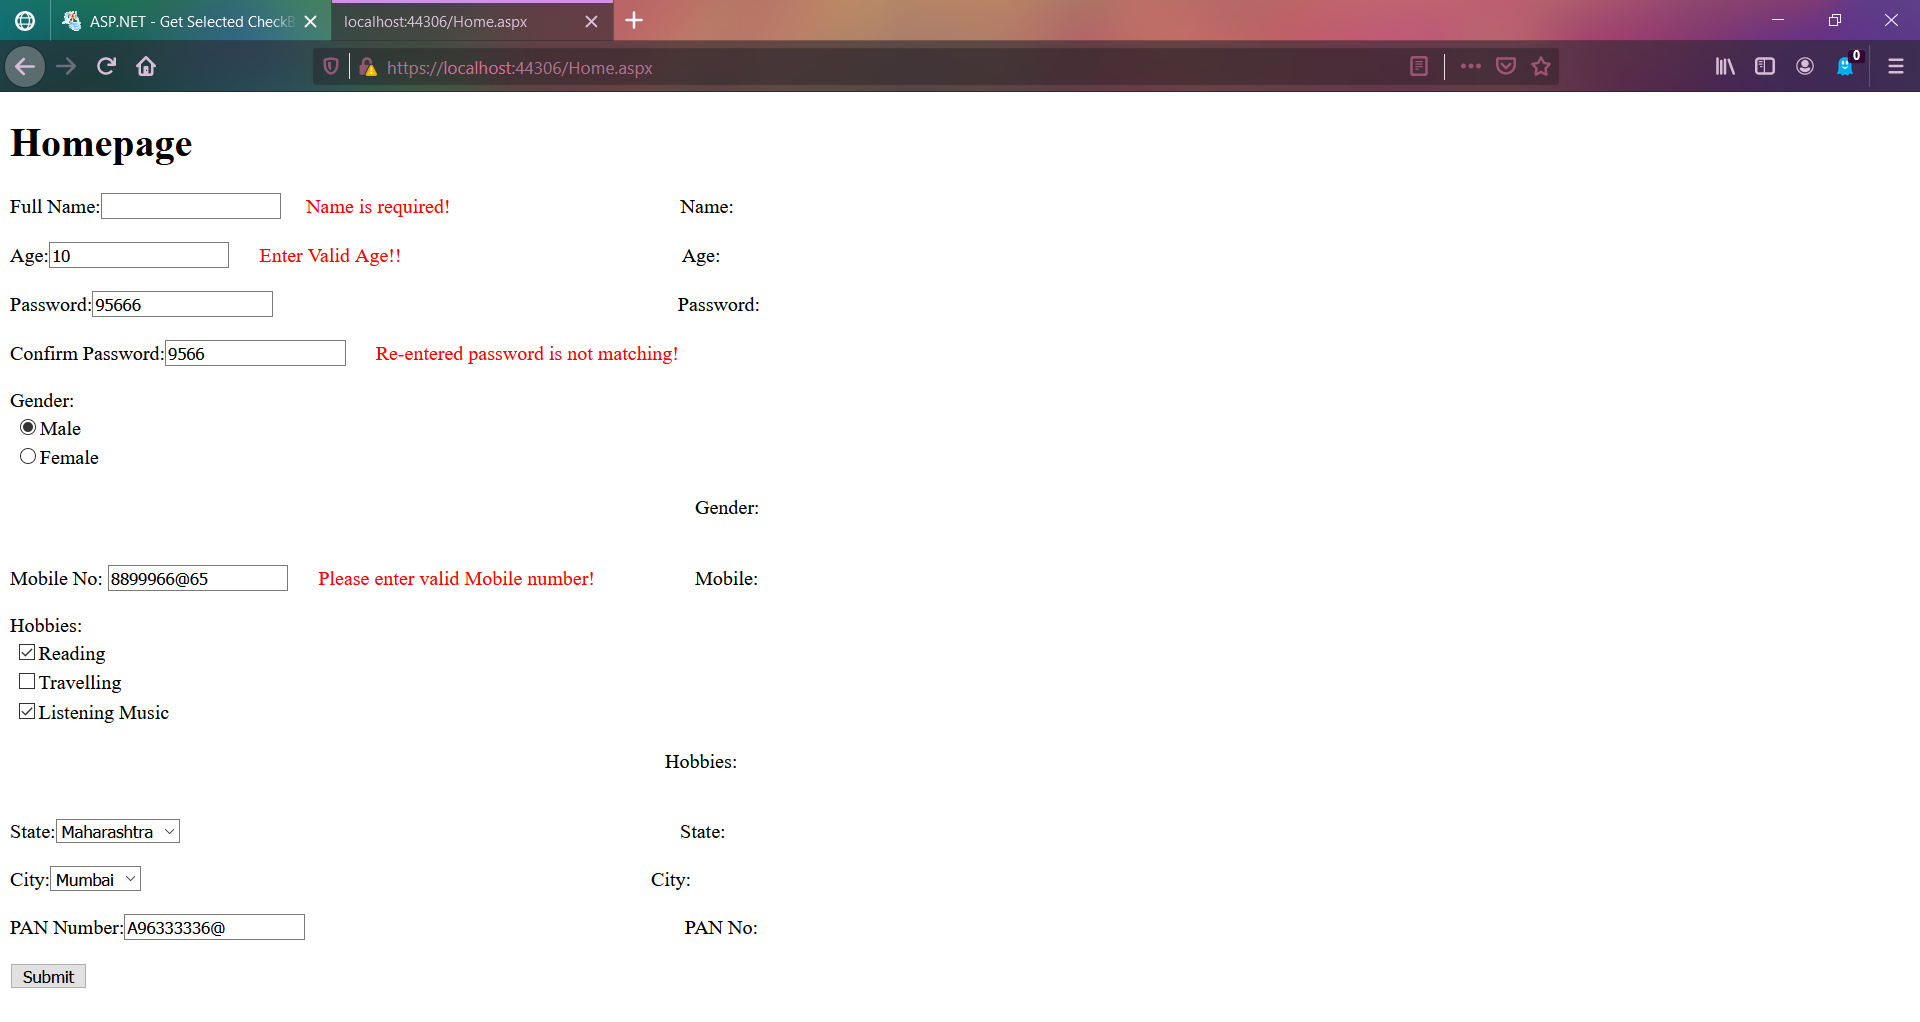 ASP.NET - Get Selected CheckB
localhost:44306/Home.aspx
https://localhost:44306/Home.aspx
0
Homepage
Full Name: Name is required! Name:
Age: 10 Enter Valid Age!! Age:
Password: 95666 Password:
Confirm Password: 9566 Re-entered password is not matching!
Gender:
Male
Female
Gender:
Mobile No: 8899966@65 Please enter valid Mobile number! Mobile:
Hobbies:
Reading
Travelling
Listening Music
Hobbies:
State: Maharashtra State:
City: Mumbai City:
PAN Number: A96333336@ PAN No:
Submit